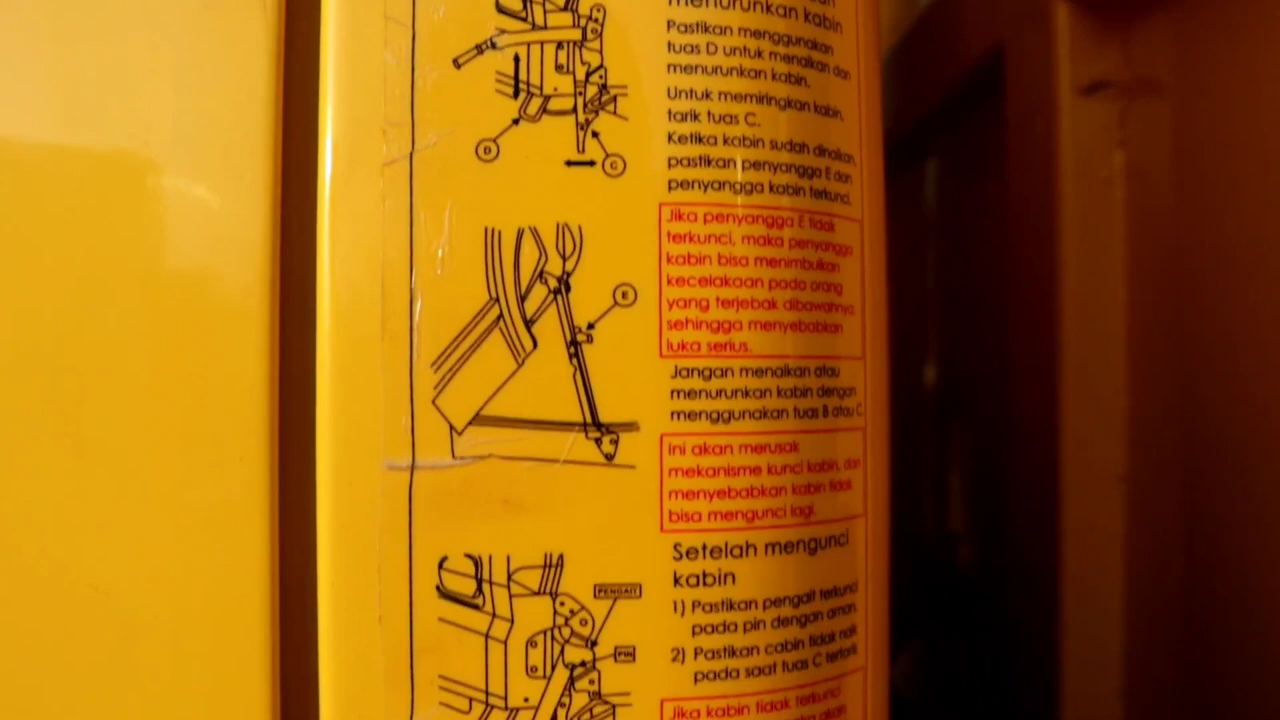 menurunkan kabin
Pastikan menggunakan
tuas D untuk menaikan dan
menurunkan kabin.
Untuk memiringkan kabin,
tarik tuas C.
Ketika kabin sudah dinaikan,
pastikan penyangga E dan
penyangga kabin terkunci.
D
C
Jika penyangga E tidak
terkunci, maka penyangga
kabin bisa menimbulkan
kecelakaan pada orang
yang terjebak dibawahnya,
sehingga menyebabkan
luka serius.
E
Jangan menaikan atau
menurunkan kabin dengan
menggunakan tuas B atau C.
Ini akan merusak
mekanisme kunci kabin, dan
menyebabkan kabin tidak
bisa mengunci lagi.
Setelah mengunci
kabin
1) Pastikan pengait terkunci
pada pin dengan aman.
2) Pastikan cabin tidak naik
pada saat tuas C tertarik
PENGAIT
PIN
Jika kabin tidak terkunci
akan